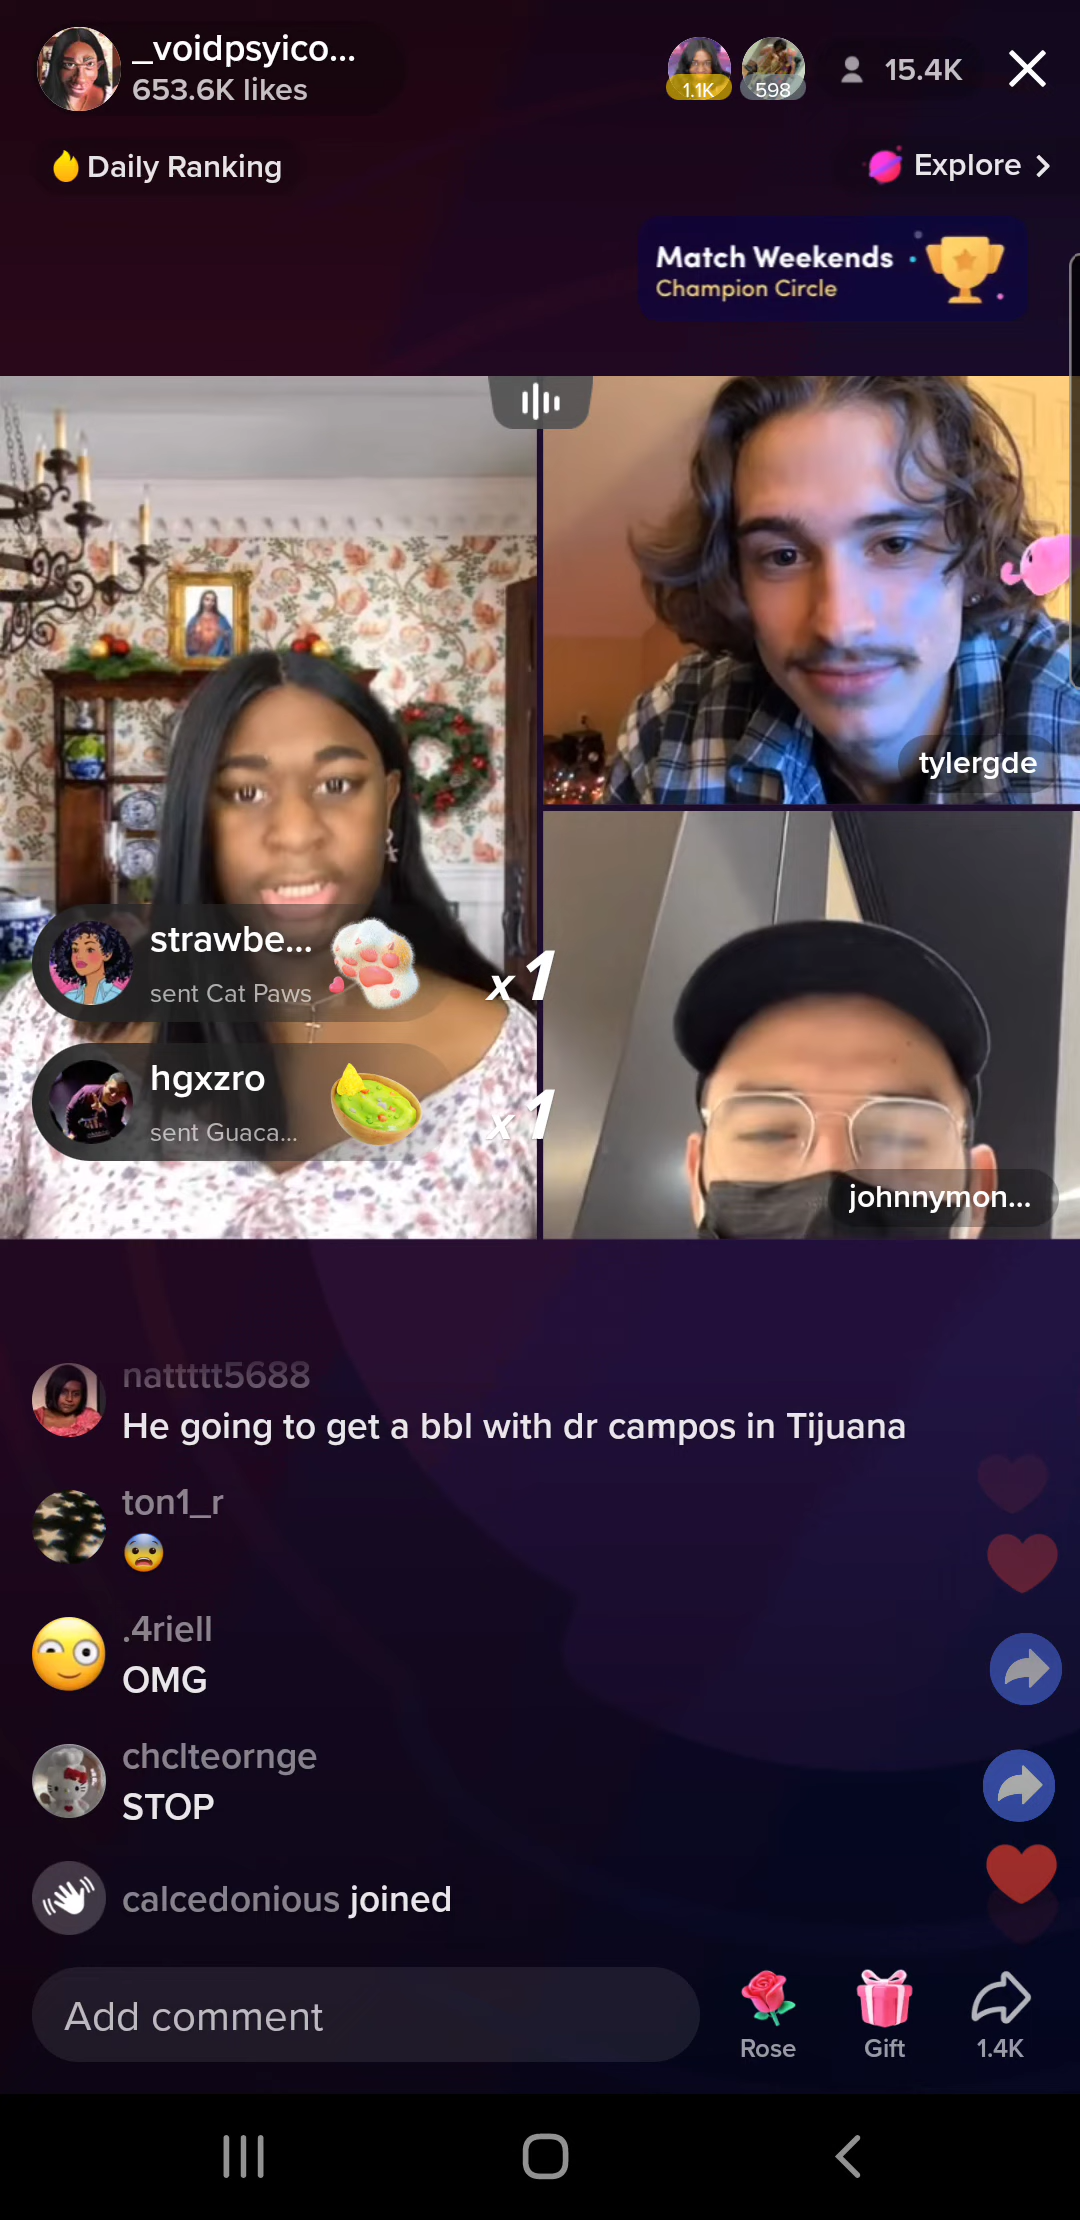 _voidpsyico...
653.6K likes
1.1K
598
15.4K
Daily Ranking
Explore
Match Weekends
Champion Circle
tylergde
strawbe...
sent Cat Paws
x1
hgxzro
sent Guaca...
x1
johnnymon...
nattttt5688
He going to get a bbl with dr campos in Tijuana
ton1_r
.4riell
OMG
chclteornge
STOP
calcedonious joined
Add comment
Rose
Gift
1.4K